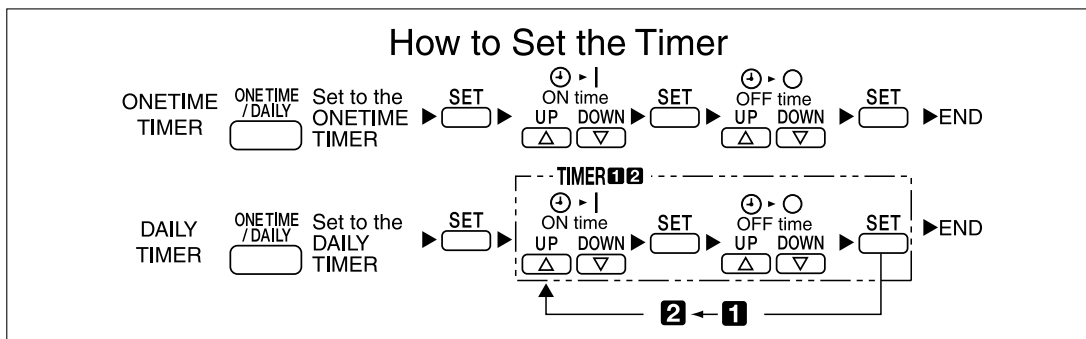 How to Set the Timer
ONETIME TIMER
ONETIME / DAILY
Set to the ONETIME TIMER
▶ SET ▶
ON time
UP DOWN
△ ▽
▶ SET ▶
OFF time
UP DOWN
△ ▽
▶ SET
▶END
DAILY TIMER
ONETIME / DAILY
Set to the DAILY TIMER
▶ SET ▶
TIMER 1 2
ON time
UP DOWN
△ ▽
▶ SET ▶
OFF time
UP DOWN
△ ▽
▶ SET
▶END
2 ← 1